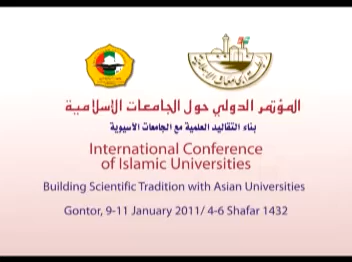 المؤتمر الدولي حول الجامعات الإسلامية
بناء التقاليد العلمية مع الجامعات الآسيوية
International Conference
of Islamic Universities
Building Scientific Tradition with Asian Universities
Gontor, 9-11 January 2011/ 4-6 Shafar 1432